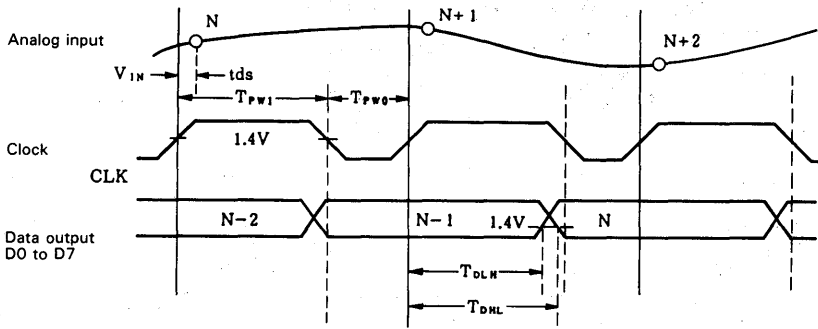 N
N+1
N+2
Analog input
V IN
tds
T PW1
T PW0
1.4V
Clock
CLK
N-2
N-1
1.4V
N
Data output
D0 to D7
T DLH
T DHL